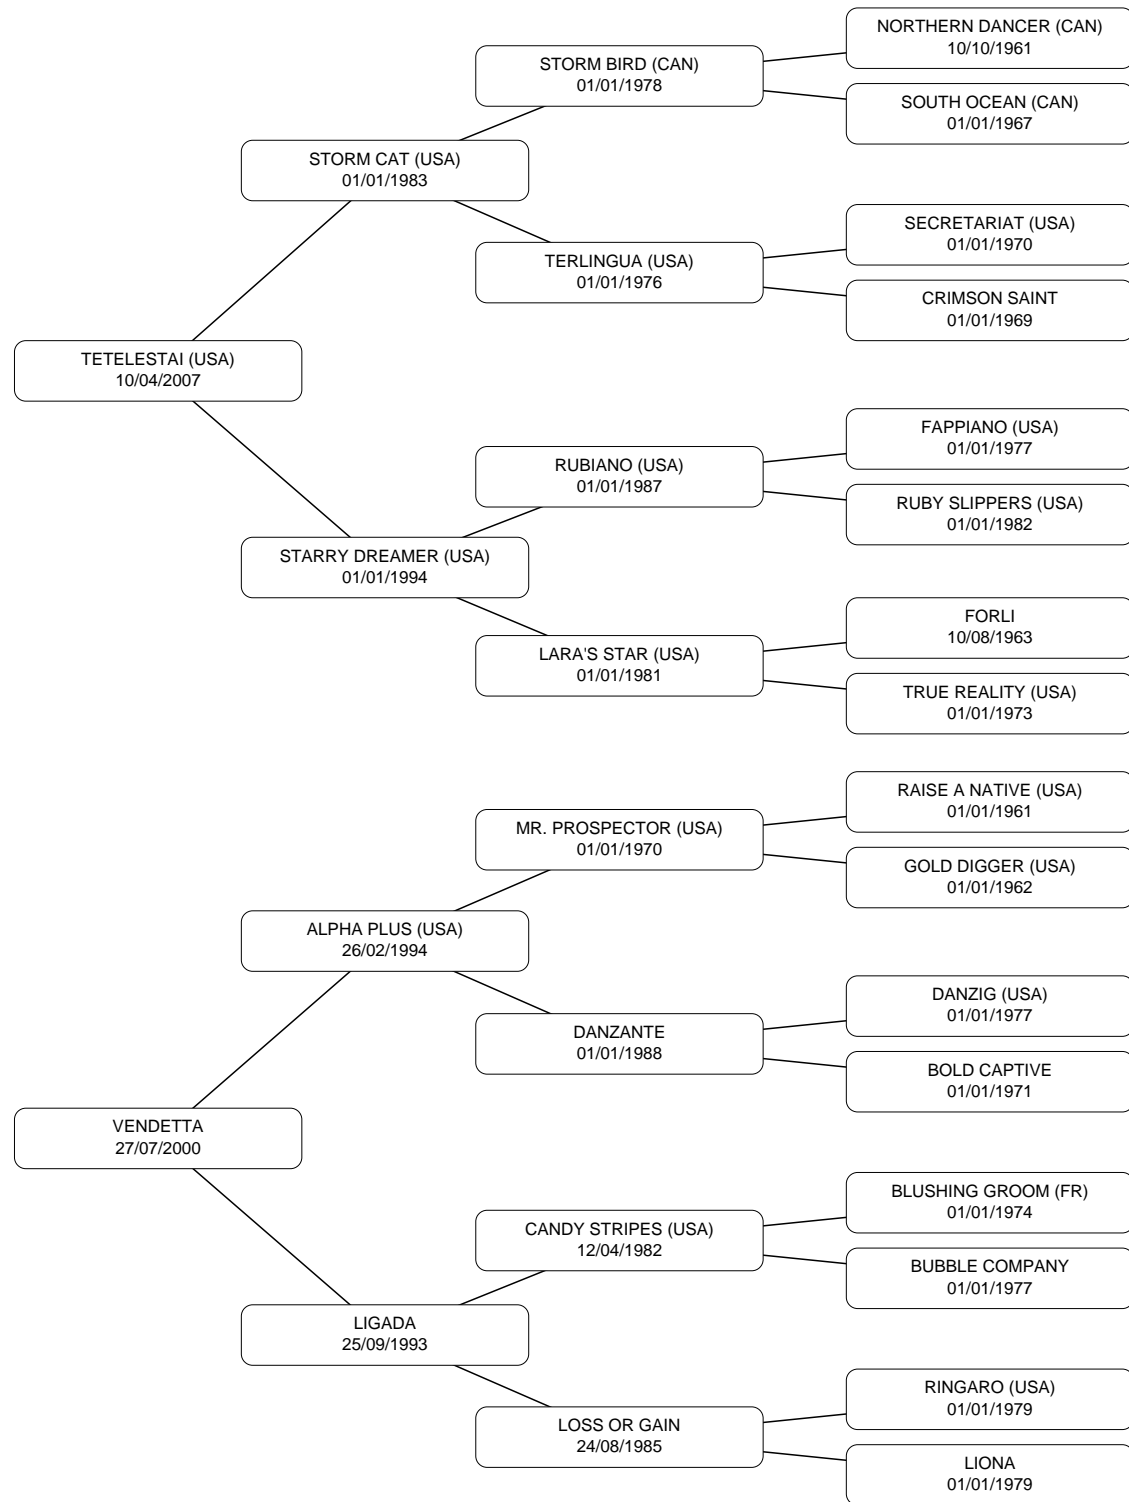 NORTHERN DANCER (CAN)
10/10/1961
STORM BIRD (CAN)
01/01/1978
SOUTH OCEAN (CAN)
01/01/1967
STORM CAT (USA)
01/01/1983
SECRETARIAT (USA)
01/01/1970
TERLINGUA (USA)
01/01/1976
CRIMSON SAINT
01/01/1969
TETELESTAI (USA)
10/04/2007
FAPPIANO (USA)
01/01/1977
RUBIANO (USA)
01/01/1987
RUBY SLIPPERS (USA)
01/01/1982
STARRY DREAMER (USA)
01/01/1994
FORLI
10/08/1963
LARA'S STAR (USA)
01/01/1981
TRUE REALITY (USA)
01/01/1973
RAISE A NATIVE (USA)
01/01/1961
MR. PROSPECTOR (USA)
01/01/1970
GOLD DIGGER (USA)
01/01/1962
ALPHA PLUS (USA)
26/02/1994
DANZIG (USA)
01/01/1977
DANZANTE
01/01/1988
BOLD CAPTIVE
01/01/1971
VENDETTA
27/07/2000
BLUSHING GROOM (FR)
01/01/1974
CANDY STRIPES (USA)
12/04/1982
BUBBLE COMPANY
01/01/1977
LIGADA
25/09/1993
RINGARO (USA)
01/01/1979
LOSS OR GAIN
24/08/1985
LIONA
01/01/1979